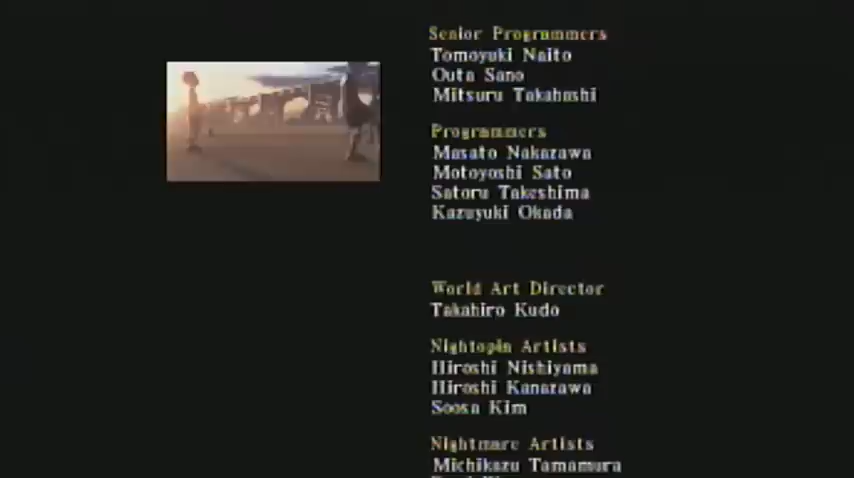 Senior Programmers
Tomoyuki Naito
Outa Sano
Mitsuru Takahashi
Programmers
Masato Nakazawa
Motoyoshi Sato
Satoru Takeshima
Kazuyuki Okada
World Art Director
Takahiro Kudo
Nightopin Artists
Hiroshi Nishiyama
Hiroshi Kanazawa
Soosa Kim
Nightmare Artists
Michikazu Tamamura